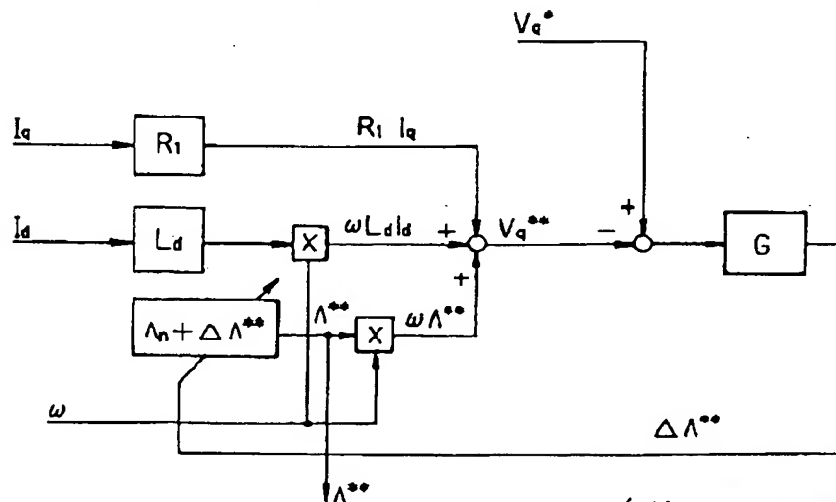 Vq*
Iq
R1
R1 Iq
Id
Ld
X
ωLdId
+
+
Vq**
−
+
G
Λn + ΔΛ**
Λ**
X
ωΛ**
ω
ΔΛ**
Λ**